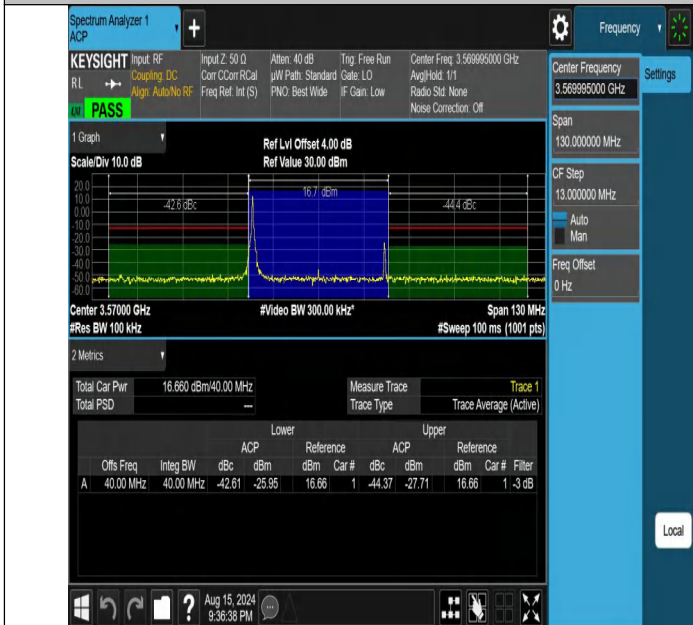 Spectrum Analyzer 1
ACP
Frequency
KEYSIGHT
RL
PASS
Input: RF
Coupling: DC
Align: Auto/No RF
Input Z: 50 Ω
Corr CCorr RCal
Freq Ref: Int (S)
Atten: 40 dB
µW Path: Standard
PNO: Best Wide
Trig: Free Run
Gate: LO
IF Gain: Low
Center Freq: 3.569995000 GHz
Avg|Hold: 1/1
Radio Std: None
Noise Correction: Off
Center Frequency
3.569995000 GHz
Settings
Span
130.000000 MHz
CF Step
13.000000 MHz
Auto
Man
Freq Offset
0 Hz
1 Graph
Scale/Div 10.0 dB
Ref Lvl Offset 4.00 dB
Ref Value 30.00 dBm
20.0
10.0
0.00
-10.0
-20.0
-30.0
-40.0
-50.0
-60.0
-42.6 dBc
16.7 dBm
-44.4 dBc
Center 3.57000 GHz
#Video BW 300.00 kHz*
Span 130 MHz
#Res BW 100 kHz
#Sweep 100 ms (1001 pts)
2 Metrics
Total Car Pwr 16.660 dBm/40.00 MHz
Total PSD ---
Measure Trace Trace 1
Trace Type Trace Average (Active)
Lower Upper
ACP Reference ACP Reference
Offs Freq Integ BW dBc dBm dBm Car # dBc dBm dBm Car # Filter
A 40.00 MHz 40.00 MHz -42.61 -25.95 16.66 1 -44.37 -27.71 16.66 1 -3 dB
Local
?
Aug 15, 2024
9:36:38 PM